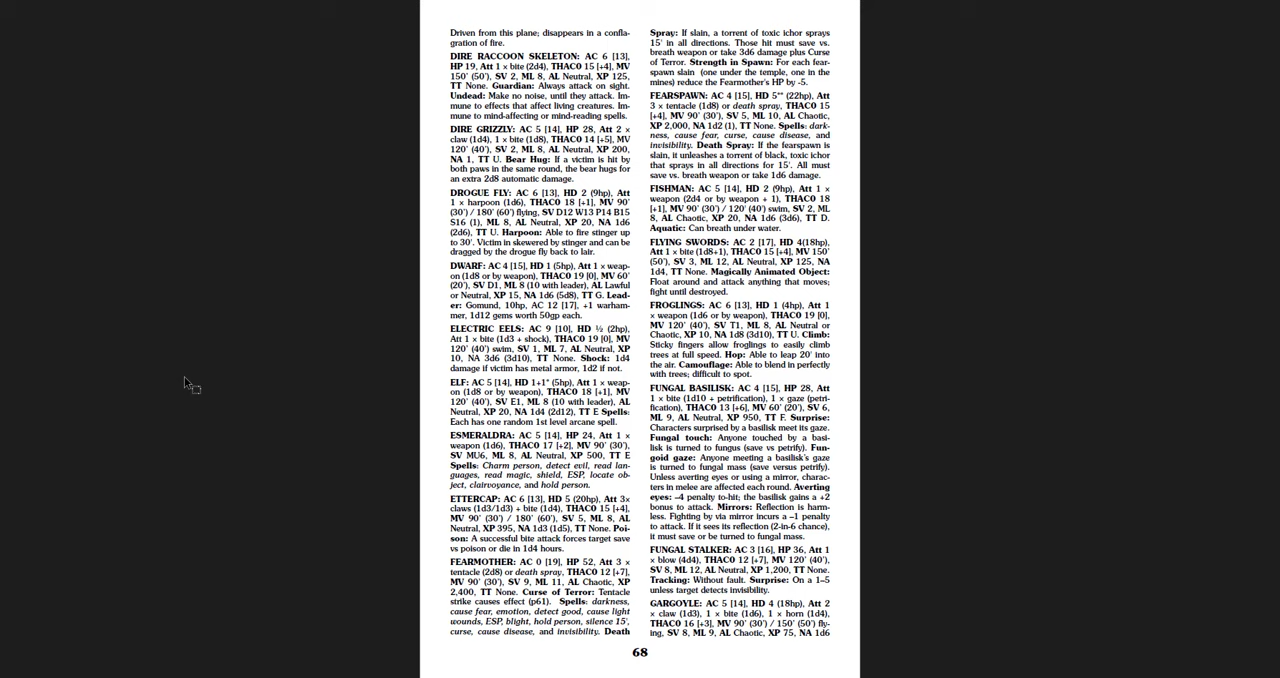 Driven from this plane; disappears in a confla-
gration of fire.
DIRE RACCOON SKELETON: AC 6 [13],
HP 19, Att 1 × bite (2d4), THAC0 15 [+4], MV
150' (50'), SV 2, ML 8, AL Neutral, XP 125,
TT None. Guardian: Always attack on sight.
Undead: Make no noise, until they attack. Im-
mune to effects that affect living creatures. Im-
mune to mind-affecting or mind-reading spells.
DIRE GRIZZLY: AC 5 [14], HP 28, Att 2 ×
claw (1d4), 1 × bite (1d8), THAC0 14 [+5], MV
120' (40'), SV 2, ML 8, AL Neutral, XP 200,
NA 1, TT U. Bear Hug: If a victim is hit by
both paws in the same round, the bear hugs for
an extra 2d8 automatic damage.
DROGUE FLY: AC 6 [13], HD 2 (9hp), Att
1 × harpoon (1d6), THAC0 18 [+1], MV 90'
(30') / 180' (60') flying, SV D12 W13 P14 B15
S16 (1), ML 8, AL Neutral, XP 20, NA 1d6
(2d6), TT U. Harpoon: Able to fire stinger up
to 30'. Victim in skewered by stinger and can be
dragged by the drogue fly back to lair.
DWARF: AC 4 [15], HD 1 (5hp), Att 1 × weap-
on (1d8 or by weapon), THAC0 19 [0], MV 60'
(20'), SV D1, ML 8 (10 with leader), AL Lawful
or Neutral, XP 15, NA 1d6 (5d8), TT G. Lead-
er: Gomund, 10hp, AC 12 [17], +1 warham-
mer, 1d12 gems worth 50gp each.
ELECTRIC EELS: AC 9 [10], HD ½ (2hp),
Att 1 × bite (1d3 + shock), THAC0 19 [0], MV
120' (40') swim, SV 1, ML 7, AL Neutral, XP
10, NA 3d6 (3d10), TT None. Shock: 1d4
damage if victim has metal armor, 1d2 if not.
ELF: AC 5 [14], HD 1+1* (5hp), Att 1 × weap-
on (1d8 or by weapon), THAC0 18 [+1], MV
120' (40'), SV E1, ML 8 (10 with leader), AL
Neutral, XP 20, NA 1d4 (2d12), TT E Spells:
Each has one random 1st level arcane spell.
ESMERALDRA: AC 5 [14], HP 24, Att 1 ×
weapon (1d6), THAC0 17 [+2], MV 90' (30'),
SV MU6, ML 8, AL Neutral, XP 500, TT E
Spells: Charm person, detect evil, read lan-
guages, read magic, shield, ESP, locate ob-
ject, clairvoyance, and hold person.
ETTERCAP: AC 6 [13], HD 5 (20hp), Att 3×
claws (1d3/1d3) + bite (1d4), THAC0 15 [+4],
MV 90' (30') / 180' (60'), SV 5, ML 8, AL
Neutral, XP 395, NA 1d3 (1d5), TT None. Poi-
son: A successful bite attack forces target save
vs poison or die in 1d4 hours.
FEARMOTHER: AC 0 [19], HP 52, Att 3 ×
tentacle (2d8) or death spray, THAC0 12 [+7],
MV 90' (30'), SV 9, ML 11, AL Chaotic, XP
2,400, TT None. Curse of Terror: Tentacle
strike causes effect (p61). Spells: darkness,
cause fear, emotion, detect good, cause light
wounds, ESP, blight, hold person, silence 15',
curse, cause disease, and invisibility. Death
Spray: If slain, a torrent of toxic ichor sprays
15' in all directions. Those hit must save vs.
breath weapon or take 3d6 damage plus Curse
of Terror. Strength in Spawn: For each fear-
spawn slain (one under the temple, one in the
mines) reduce the Fearmother's HP by -5.
FEARSPAWN: AC 4 [15], HD 5** (22hp), Att
3 × tentacle (1d8) or death spray, THAC0 15
[+4], MV 90' (30'), SV 5, ML 10, AL Chaotic,
XP 2,000, NA 1d2 (1), TT None. Spells: dark-
ness, cause fear, curse, cause disease, and
invisibility. Death Spray: If the fearspawn is
slain, it unleashes a torrent of black, toxic ichor
that sprays in all directions for 15'. All must
save vs. breath weapon or take 1d6 damage.
FISHMAN: AC 5 [14], HD 2 (9hp), Att 1 ×
weapon (2d4 or by weapon + 1), THAC0 18
[+1], MV 90' (30') / 120' (40') swim, SV 2, ML
8, AL Chaotic, XP 20, NA 1d6 (3d6), TT D.
Aquatic: Can breath under water.
FLYING SWORDS: AC 2 [17], HD 4(18hp),
Att 1 × bite (1d8+1), THAC0 15 [+4], MV 150'
(50'), SV 3, ML 12, AL Neutral, XP 125, NA
1d4, TT None. Magically Animated Object:
Float around and attack anything that moves;
fight until destroyed.
FROGLINGS: AC 6 [13], HD 1 (4hp), Att 1
× weapon (1d6 or by weapon), THAC0 19 [0],
MV 120' (40'), SV T1, ML 8, AL Neutral or
Chaotic, XP 10, NA 1d8 (3d10), TT U. Climb:
Sticky fingers allow froglings to easily climb
trees at full speed. Hop: Able to leap 20' into
the air. Camouflage: Able to blend in perfectly
with trees; difficult to spot.
FUNGAL BASILISK: AC 4 [15], HP 28, Att
1 × bite (1d10 + petrification), 1 × gaze (petri-
fication), THAC0 13 [+6], MV 60' (20'), SV 6,
ML 9, AL Neutral, XP 950, TT F. Surprise:
Characters surprised by a basilisk meet its gaze.
Fungal touch: Anyone touched by a basi-
lisk is turned to fungus (save vs petrify). Fun-
goid gaze: Anyone meeting a basilisk's gaze
is turned to fungal mass (save versus petrify).
Unless averting eyes or using a mirror, charac-
ters in melee are affected each round. Averting
eyes: –4 penalty to-hit; the basilisk gains a +2
bonus to attack. Mirrors: Reflection is harm-
less. Fighting by via mirror incurs a –1 penalty
to attack. If it sees its reflection (2-in-6 chance),
it must save or be turned to fungal mass.
FUNGAL STALKER: AC 3 [16], HP 36, Att 1
× blow (4d4), THAC0 12 [+7], MV 120' (40'),
SV 8, ML 12, AL Neutral, XP 1,200, TT None.
Tracking: Without fault. Surprise: On a 1–5
unless target detects invisibility.
GARGOYLE: AC 5 [14], HD 4 (18hp), Att 2
× claw (1d3), 1 × bite (1d6), 1 × horn (1d4),
THAC0 16 [+3], MV 90' (30') / 150' (50') fly-
ing, SV 8, ML 9, AL Chaotic, XP 75, NA 1d6
68